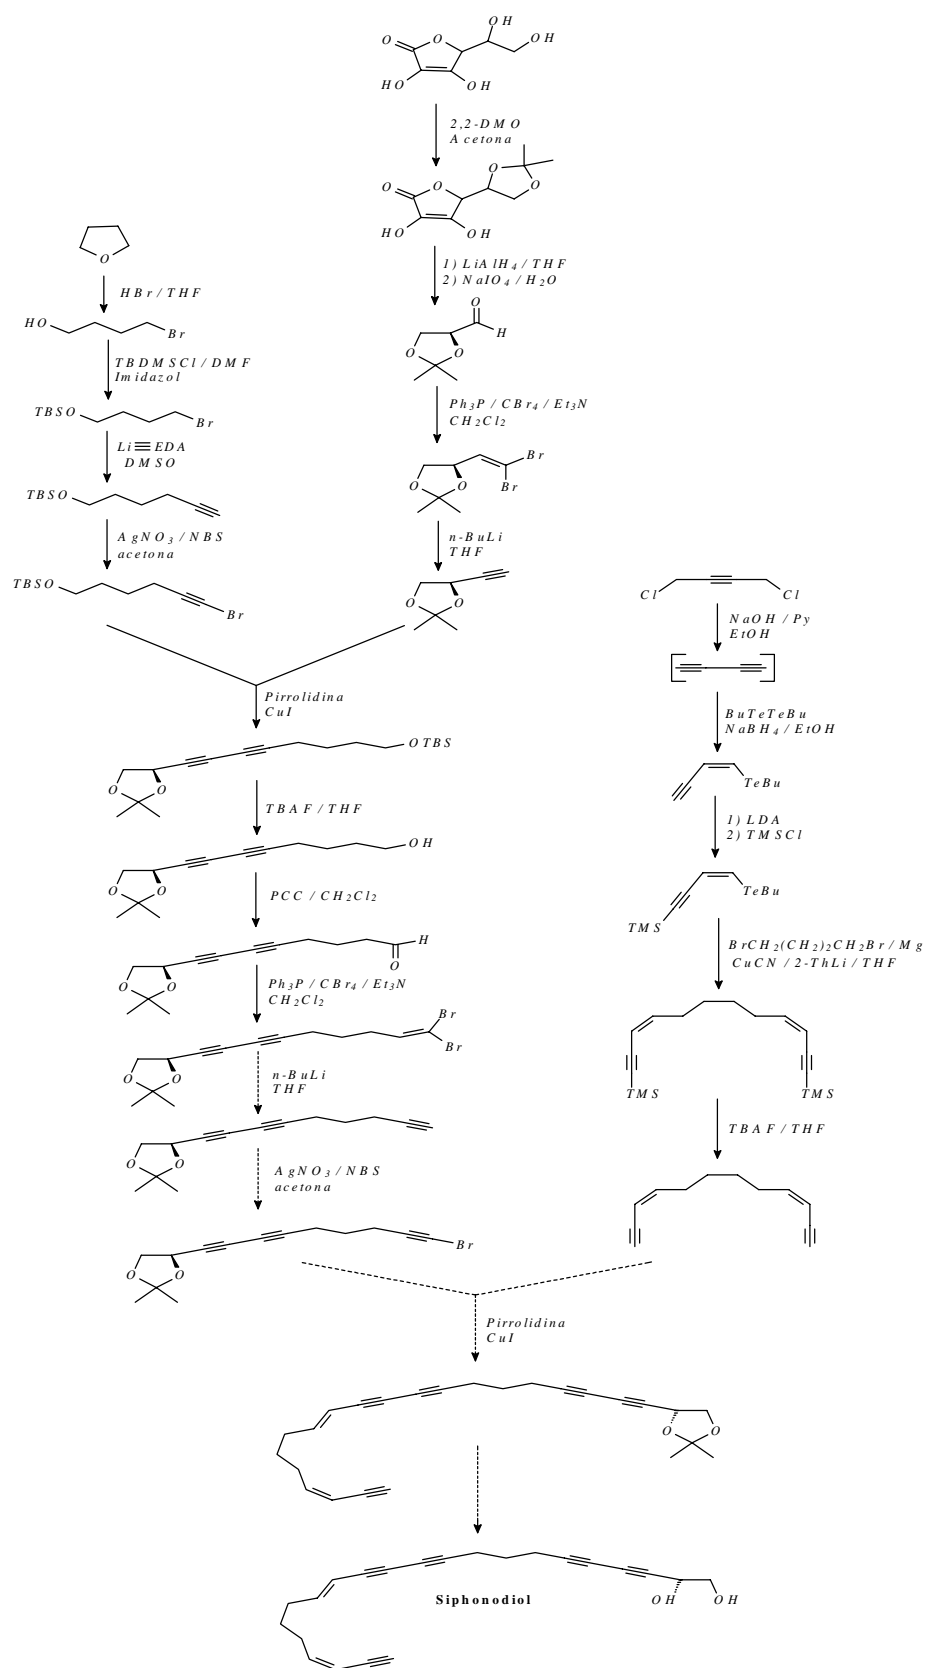 OH
O
O
OH
HO
OH
2,2-DMO
Acetona
O
O
O
O
HO
OH
1) LiAlH4 / THF
2) NaIO4 / H2O
O
H
O
O
Ph3P / CBr4 / Et3N
CH2Cl2
Br
Br
O
O
n-BuLi
THF
O
O
O
HBr / THF
HO
Br
TBDMSCl / DMF
Imidazol
TBSO
Br
Li≡EDA
DMSO
TBSO
AgNO3 / NBS
acetona
TBSO
Br
Pirrolidina
CuI
OTBS
O
O
TBAF / THF
OH
O
O
PCC / CH2Cl2
H
O
O
O
Ph3P / CBr4 / Et3N
CH2Cl2
Br
Br
O
O
n-BuLi
THF
O
O
AgNO3 / NBS
acetona
Br
O
O
Cl
Cl
NaOH / Py
EtOH
BuTeTeBu
NaBH4 / EtOH
TeBu
1) LDA
2) TMSCl
TeBu
TMS
BrCH2(CH2)2CH2Br / Mg
CuCN / 2-ThLi / THF
TMS
TMS
TBAF / THF
Pirrolidina
CuI
O
O
Siphonodiol
OH
OH